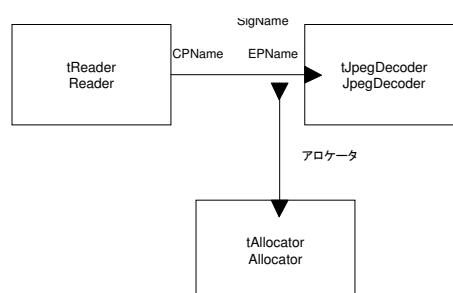 SigName
CPName
EPName
tReader
Reader
tJpegDecoder
JpegDecoder
アロケータ
tAllocator
Allocator